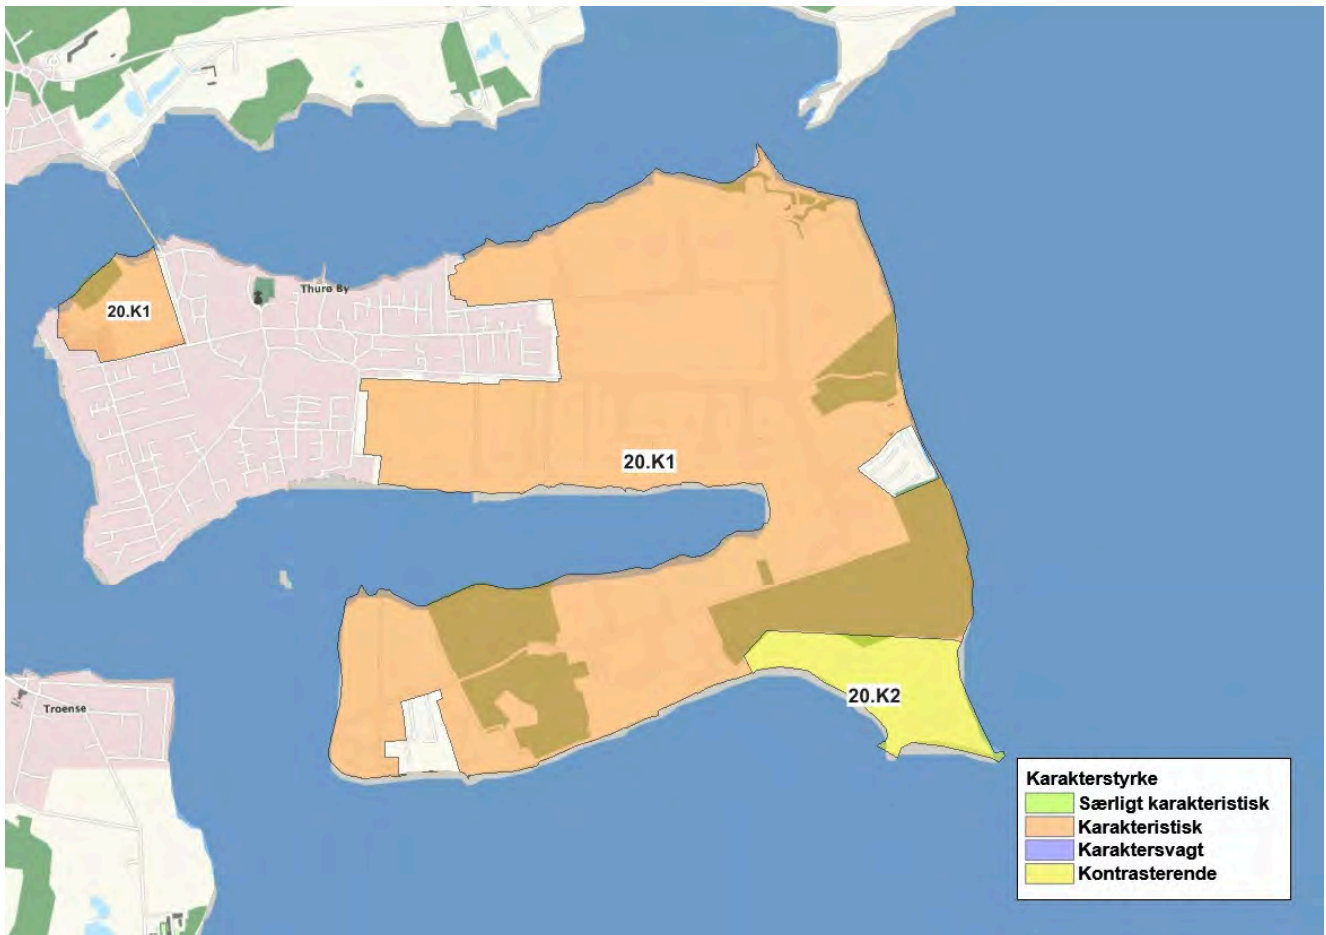 Thurø By
20.K1
20.K1
20.K2
Troense
Karakterstyrke
Særligt karakteristisk
Karakteristisk
Karaktersvagt
Kontrasterende